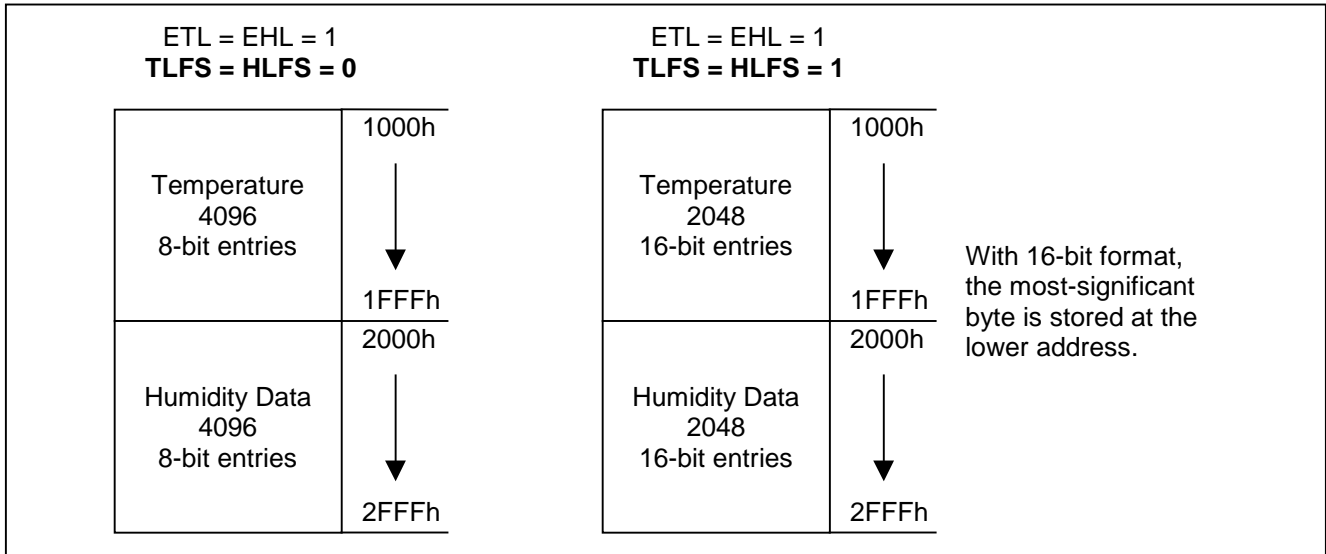 ETL = EHL = 1
TLFS = HLFS = 0
1000h
Temperature
4096
8-bit entries
1FFFh
2000h
Humidity Data
4096
8-bit entries
2FFFh
ETL = EHL = 1
TLFS = HLFS = 1
1000h
Temperature
2048
16-bit entries
1FFFh
2000h
Humidity Data
2048
16-bit entries
2FFFh
With 16-bit format,
the most-significant
byte is stored at the
lower address.